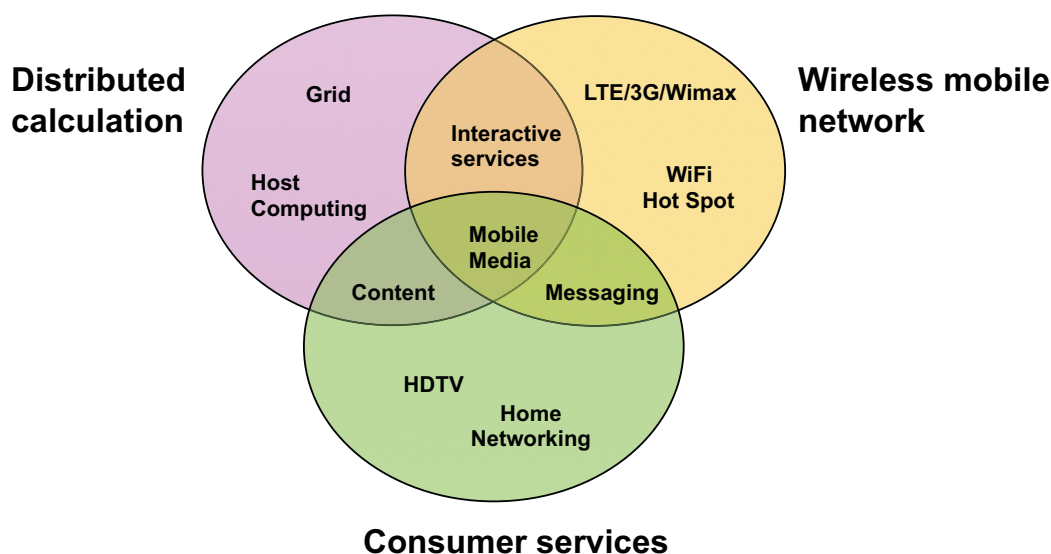 Distributed
calculation
Grid
Host
Computing
Interactive
services
LTE/3G/Wimax
WiFi
Hot Spot
Wireless mobile
network
Mobile
Media
Content
Messaging
HDTV
Home
Networking
Consumer services